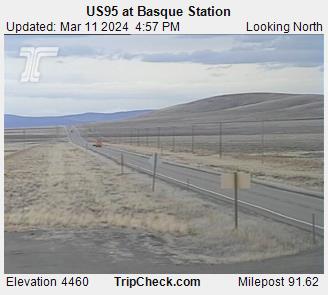 US95 at Basque Station
Updated: Mar 11 2024 4:57 PM Looking North
Elevation 4460 TripCheck.com Milepost 91.62